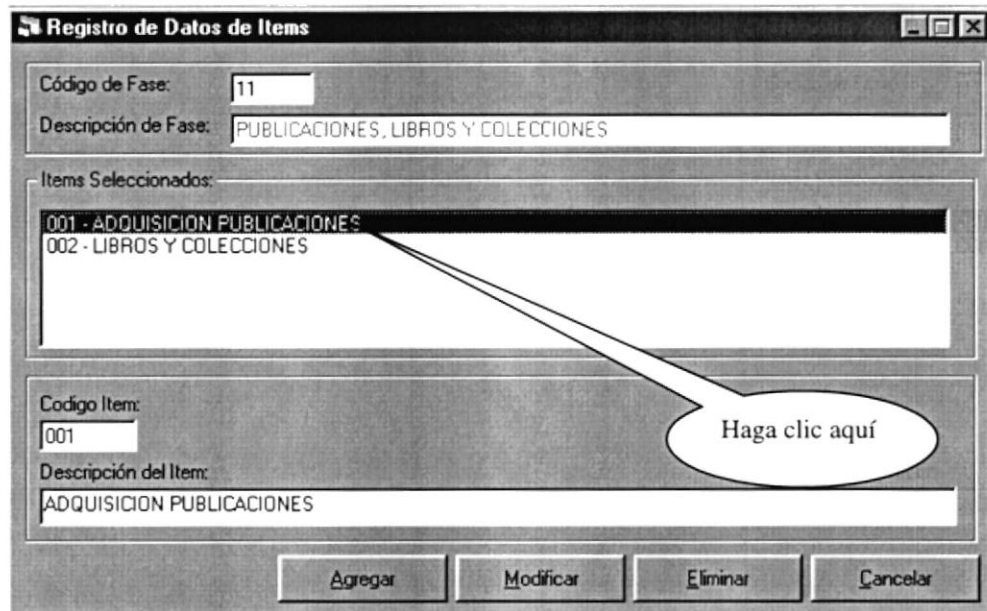 Registro de Datos de Items
Código de Fase: 11
Descripción de Fase: PUBLICACIONES, LIBROS Y COLECCIONES
Items Seleccionados:
001 - ADQUISICION PUBLICACIONES
002 - LIBROS Y COLECCIONES
Haga clic aquí
Codigo Item:
001
Descripción del Item:
ADQUISICION PUBLICACIONES
Agregar Modificar Eliminar Cancelar